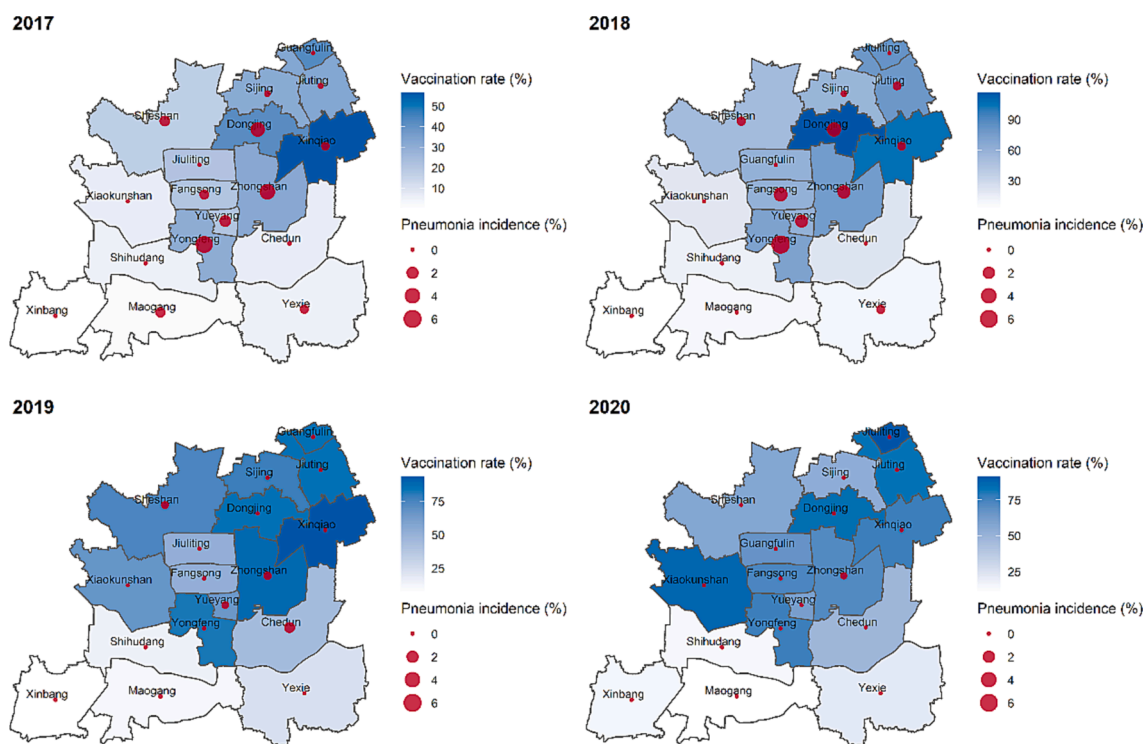 2017
Guangfulin
Jiuting
Sijing
Sheshan
Dongjing
Xinqiao
Jiuliting
Zhongshan
Fangsong
Xiaokunshan
Yueyang
Yongfeng
Chedun
Shihudang
Xinbang
Maogang
Yexie
Vaccination rate (%)
50
40
30
20
10
Pneumonia incidence (%)
0
2
4
6
2018
Jiuliting
Jiuting
Sijing
Sheshan
Dongjing
Xinqiao
Guangfulin
Zhongshan
Fangsong
Xiaokunshan
Yueyang
Yongfeng
Chedun
Shihudang
Xinbang
Maogang
Yexie
Vaccination rate (%)
90
60
30
Pneumonia incidence (%)
0
2
4
6
2019
Guangfulin
Jiuting
Sijing
Sheshan
Dongjing
Xinqiao
Jiuliting
Zhongshan
Fangsong
Xiaokunshan
Yueyang
Yongfeng
Chedun
Shihudang
Xinbang
Maogang
Yexie
Vaccination rate (%)
75
50
25
Pneumonia incidence (%)
0
2
4
6
2020
Jiuliting
Jiuting
Sijing
Sheshan
Dongjing
Xinqiao
Guangfulin
Zhongshan
Fangsong
Xiaokunshan
Yueyang
Yongfeng
Chedun
Shihudang
Xinbang
Maogang
Yexie
Vaccination rate (%)
75
50
25
Pneumonia incidence (%)
0
2
4
6